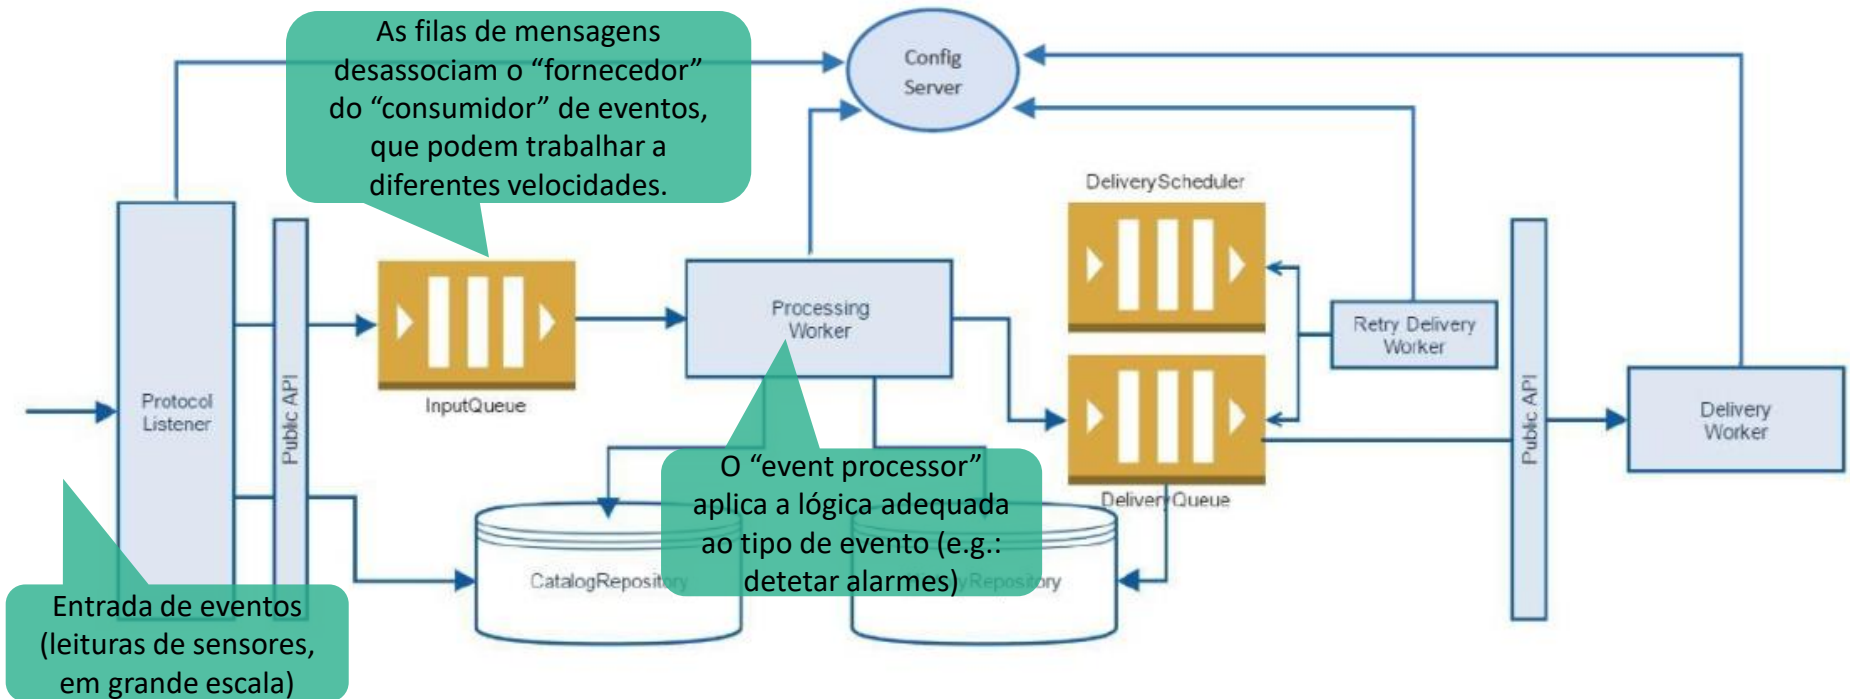 As filas de mensagens
desassociam o “fornecedor”
do “consumidor” de eventos,
que podem trabalhar a
diferentes velocidades.
Config
Server
DeliveryScheduler
Protocol
Listener
Public API
InputQueue
Processing
Worker
Retry Delivery
Worker
DeliveryQueue
Public API
Delivery
Worker
O “event processor”
aplica a lógica adequada
ao tipo de evento (e.g.:
detetar alarmes)
CatalogRepository
Repository
Entrada de eventos
(leituras de sensores,
em grande escala)